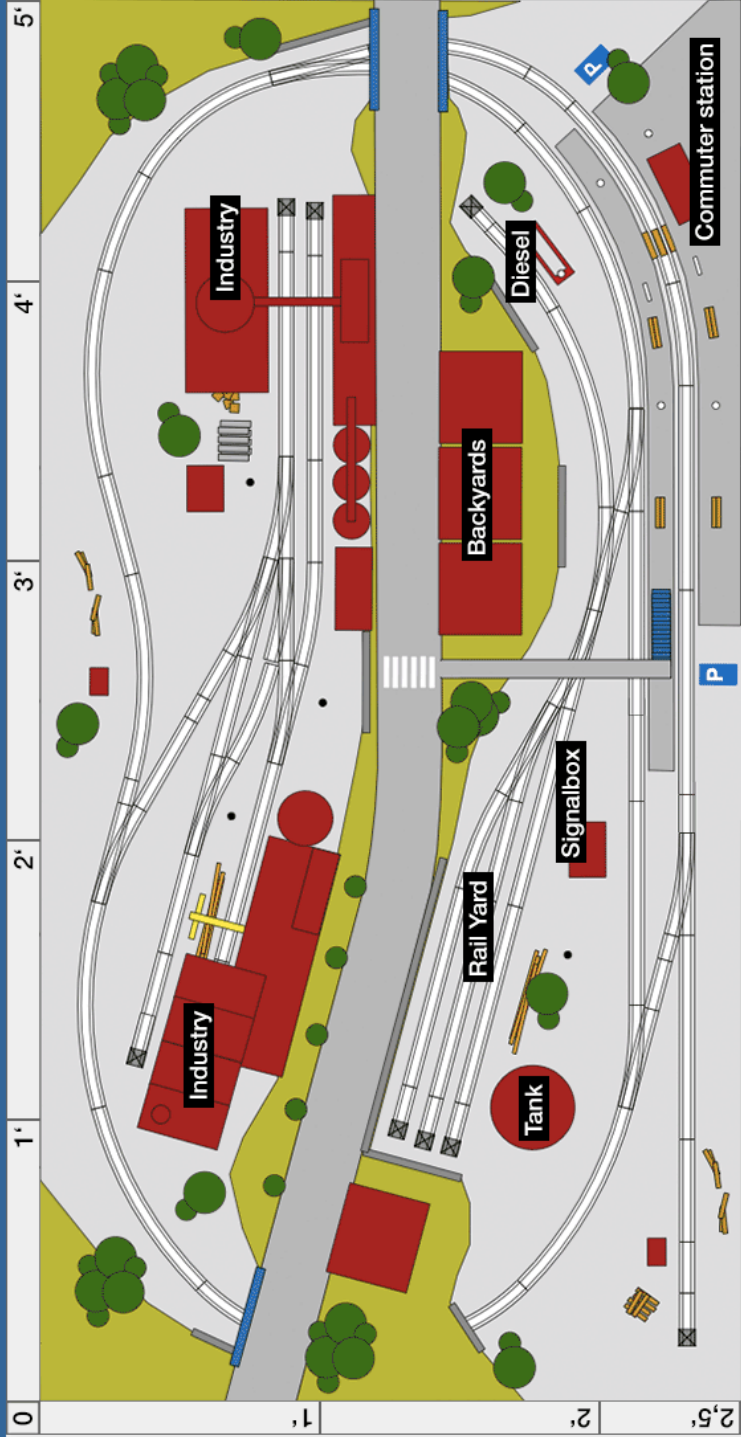 0
1‘
2‘
3‘
4‘
5‘
Industry
Industry
1‘
Rail Yard
Backyards
Diesel
Tank
Signalbox
P
2‘
Commuter station
P
2,5‘